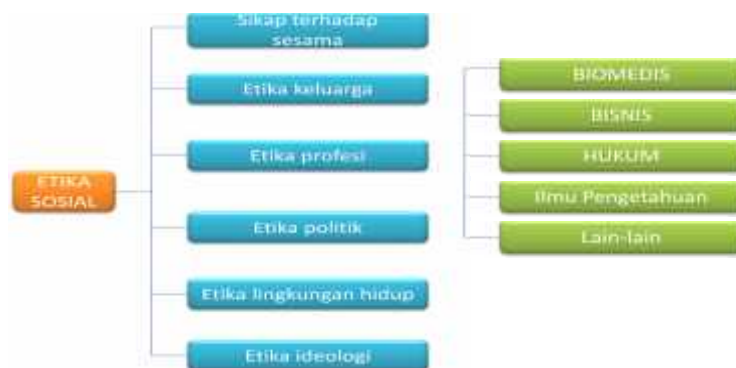 ETIKA
SOSIAL
Sikap terhadap
sesama
Etika keluarga
Etika profesi
Etika politik
Etika lingkungan hidup
Etika ideologi
BIOMEDIS
BISNIS
HUKUM
Ilmu Pengetahuan
Lain-lain